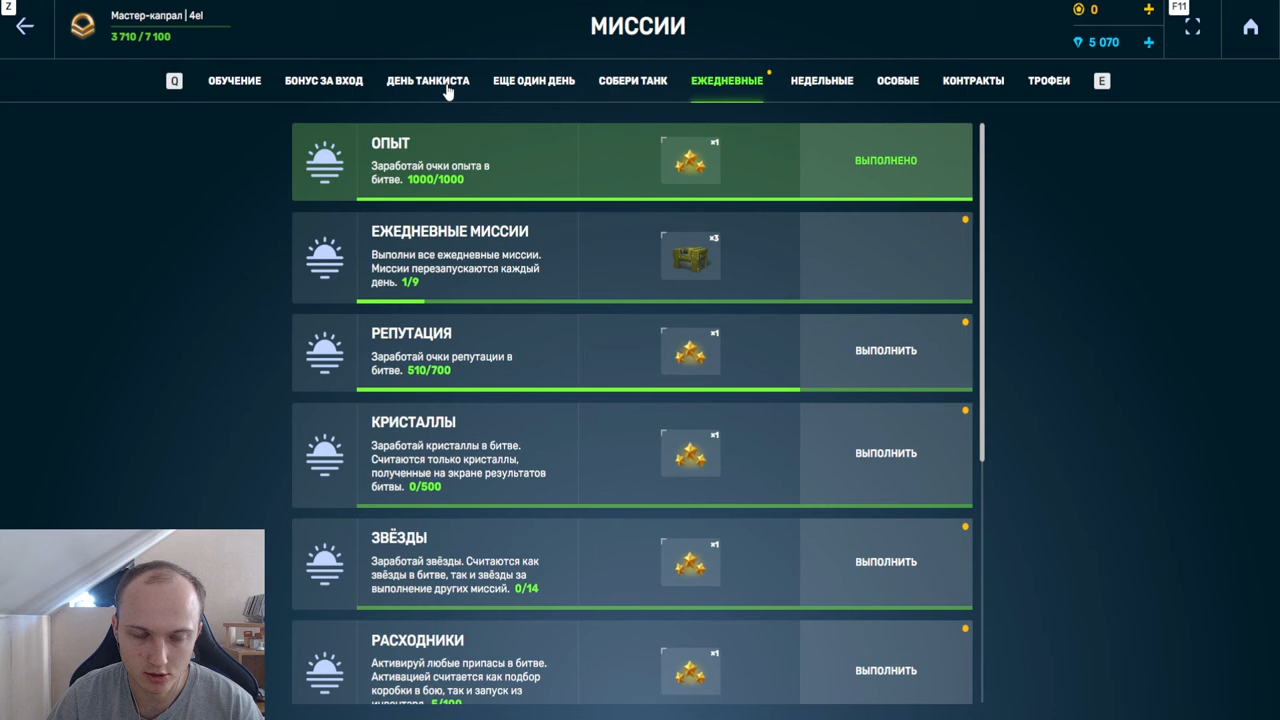 Z
Мастер-капрал | 4el
3 710 / 7 100
МИССИИ
0
5 070
F11
Q
ОБУЧЕНИЕ
БОНУС ЗА ВХОД
ДЕНЬ ТАНКИСТА
ЕЩЕ ОДИН ДЕНЬ
СОБЕРИ ТАНК
ЕЖЕДНЕВНЫЕ
НЕДЕЛЬНЫЕ
ОСОБЫЕ
КОНТРАКТЫ
ТРОФЕИ
E
ОПЫТ
Заработай очки опыта в
битве. 1000/1000
x1
ВЫПОЛНЕНО
ЕЖЕДНЕВНЫЕ МИССИИ
Выполни все ежедневные миссии.
Миссии перезапускаются каждый
день. 1/9
x3
РЕПУТАЦИЯ
Заработай очки репутации в
битве. 510/700
x1
ВЫПОЛНИТЬ
КРИСТАЛЛЫ
Заработай кристаллы в битве.
Считаются только кристаллы,
полученные на экране результатов
битвы. 0/500
x1
ВЫПОЛНИТЬ
ЗВЁЗДЫ
Заработай звёзды. Считаются как
звёзды в битве, так и звёзды за
выполнение других миссий. 0/14
x1
ВЫПОЛНИТЬ
РАСХОДНИКИ
Активируй любые припасы в битве.
Активацией считается как подбор
коробки в бою, так и запуск из
инвентаря. 5/100
x1
ВЫПОЛНИТЬ